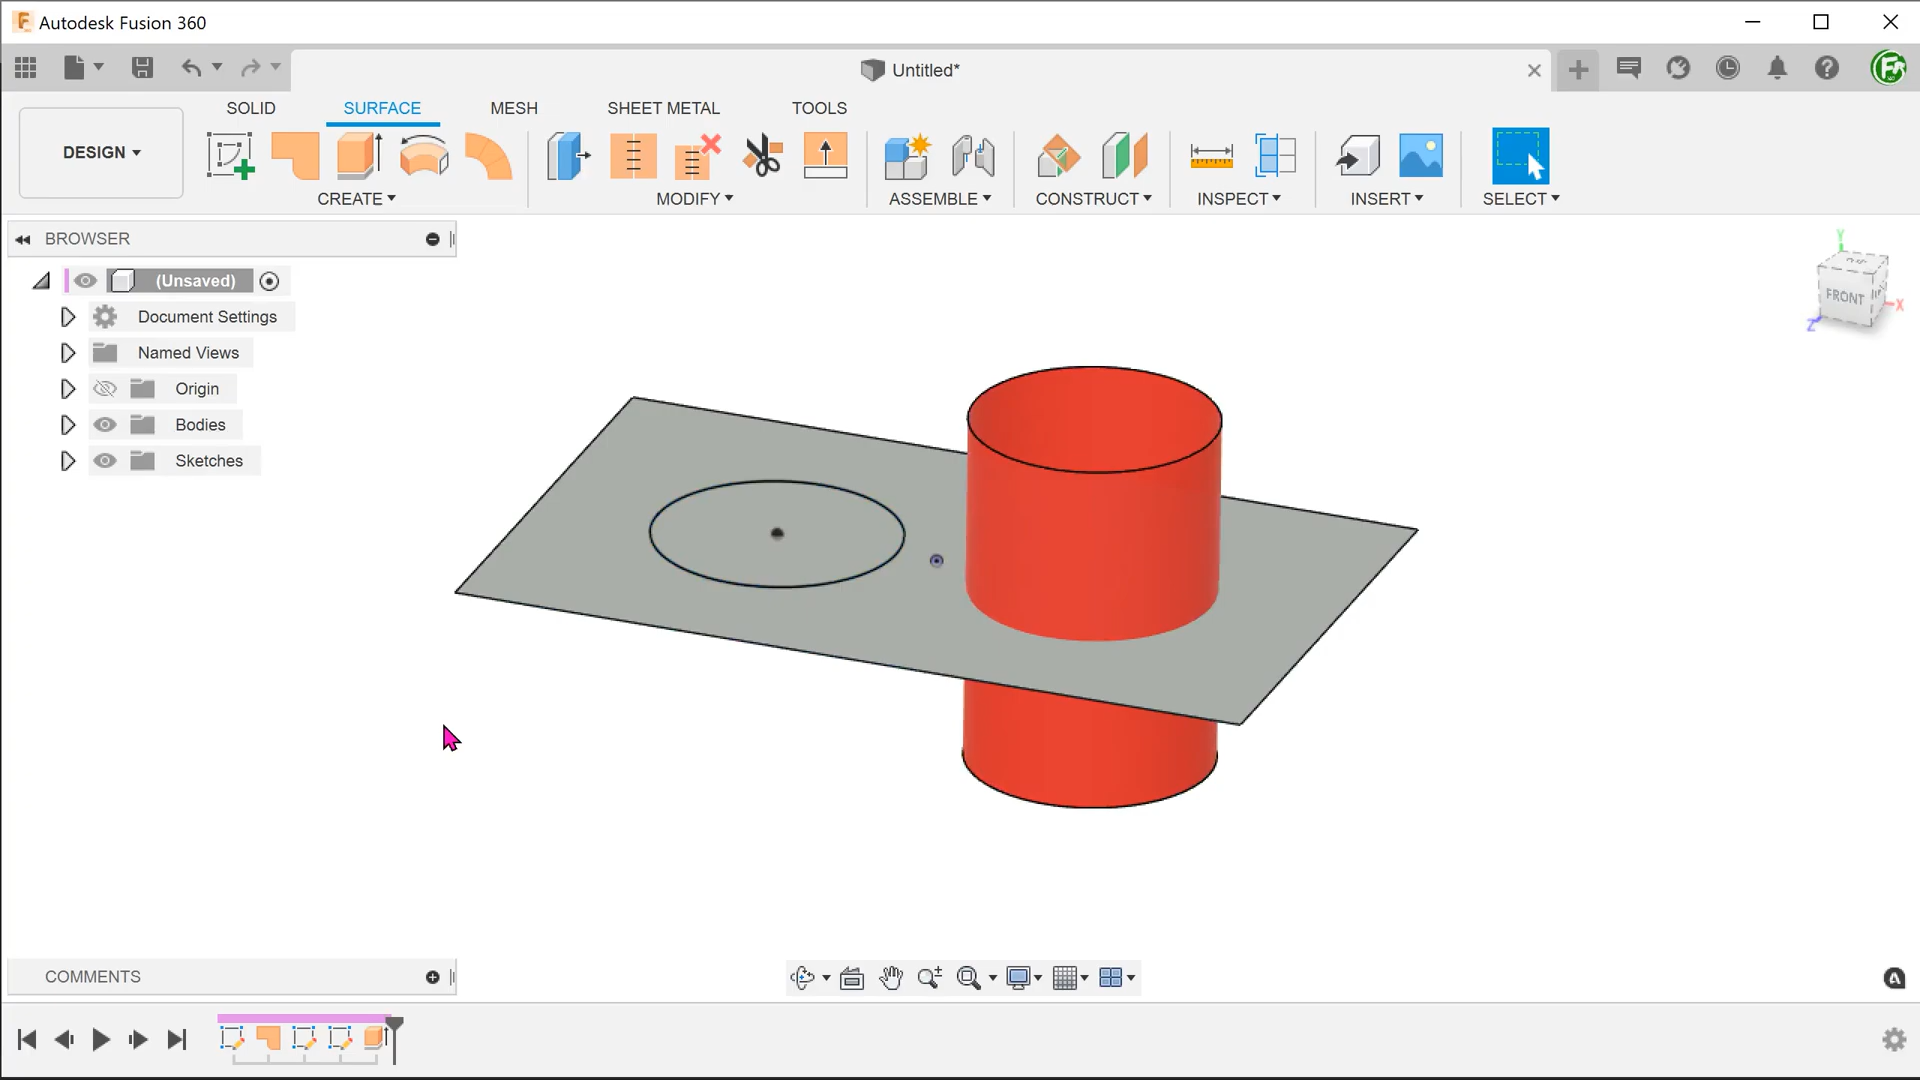 Autodesk Fusion 360
Untitled*
SOLID SURFACE MESH SHEET METAL TOOLS
DESIGN
CREATE MODIFY ASSEMBLE CONSTRUCT INSPECT INSERT SELECT
BROWSER
(Unsaved)
Document Settings
Named Views
Origin
Bodies
Sketches
Y
FRONT
X
Z
COMMENTS